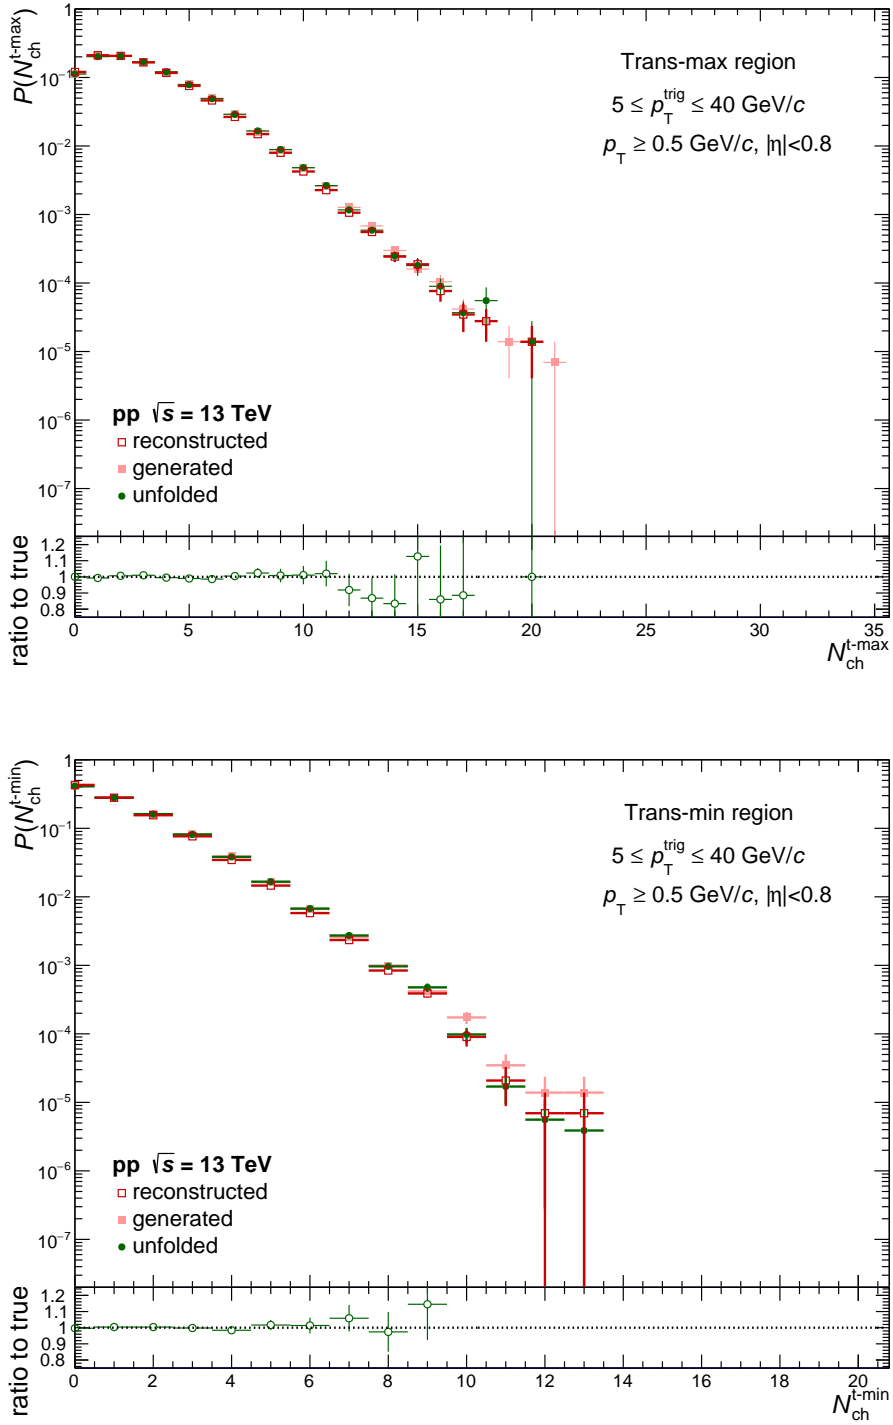 P(N_ch^t-max)
10^−1
10^−2
10^−3
10^−4
10^−5
10^−6
10^−7
Trans-max region
5 ≤ p_T^trig ≤ 40 GeV/c
p_T ≥ 0.5 GeV/c, |η|<0.8
pp √s = 13 TeV
reconstructed
generated
unfolded
ratio to true
1.2
1.1
1
0.9
0.8
0 5 10 15 20 25 30 35
N_ch^t-max
P(N_ch^t-min)
1
10^−1
10^−2
10^−3
10^−4
10^−5
10^−6
10^−7
Trans-min region
5 ≤ p_T^trig ≤ 40 GeV/c
p_T ≥ 0.5 GeV/c, |η|<0.8
pp √s = 13 TeV
reconstructed
generated
unfolded
ratio to true
1.2
1.1
1
0.9
0.8
0 2 4 6 8 10 12 14 16 18 20
N_ch^t-min